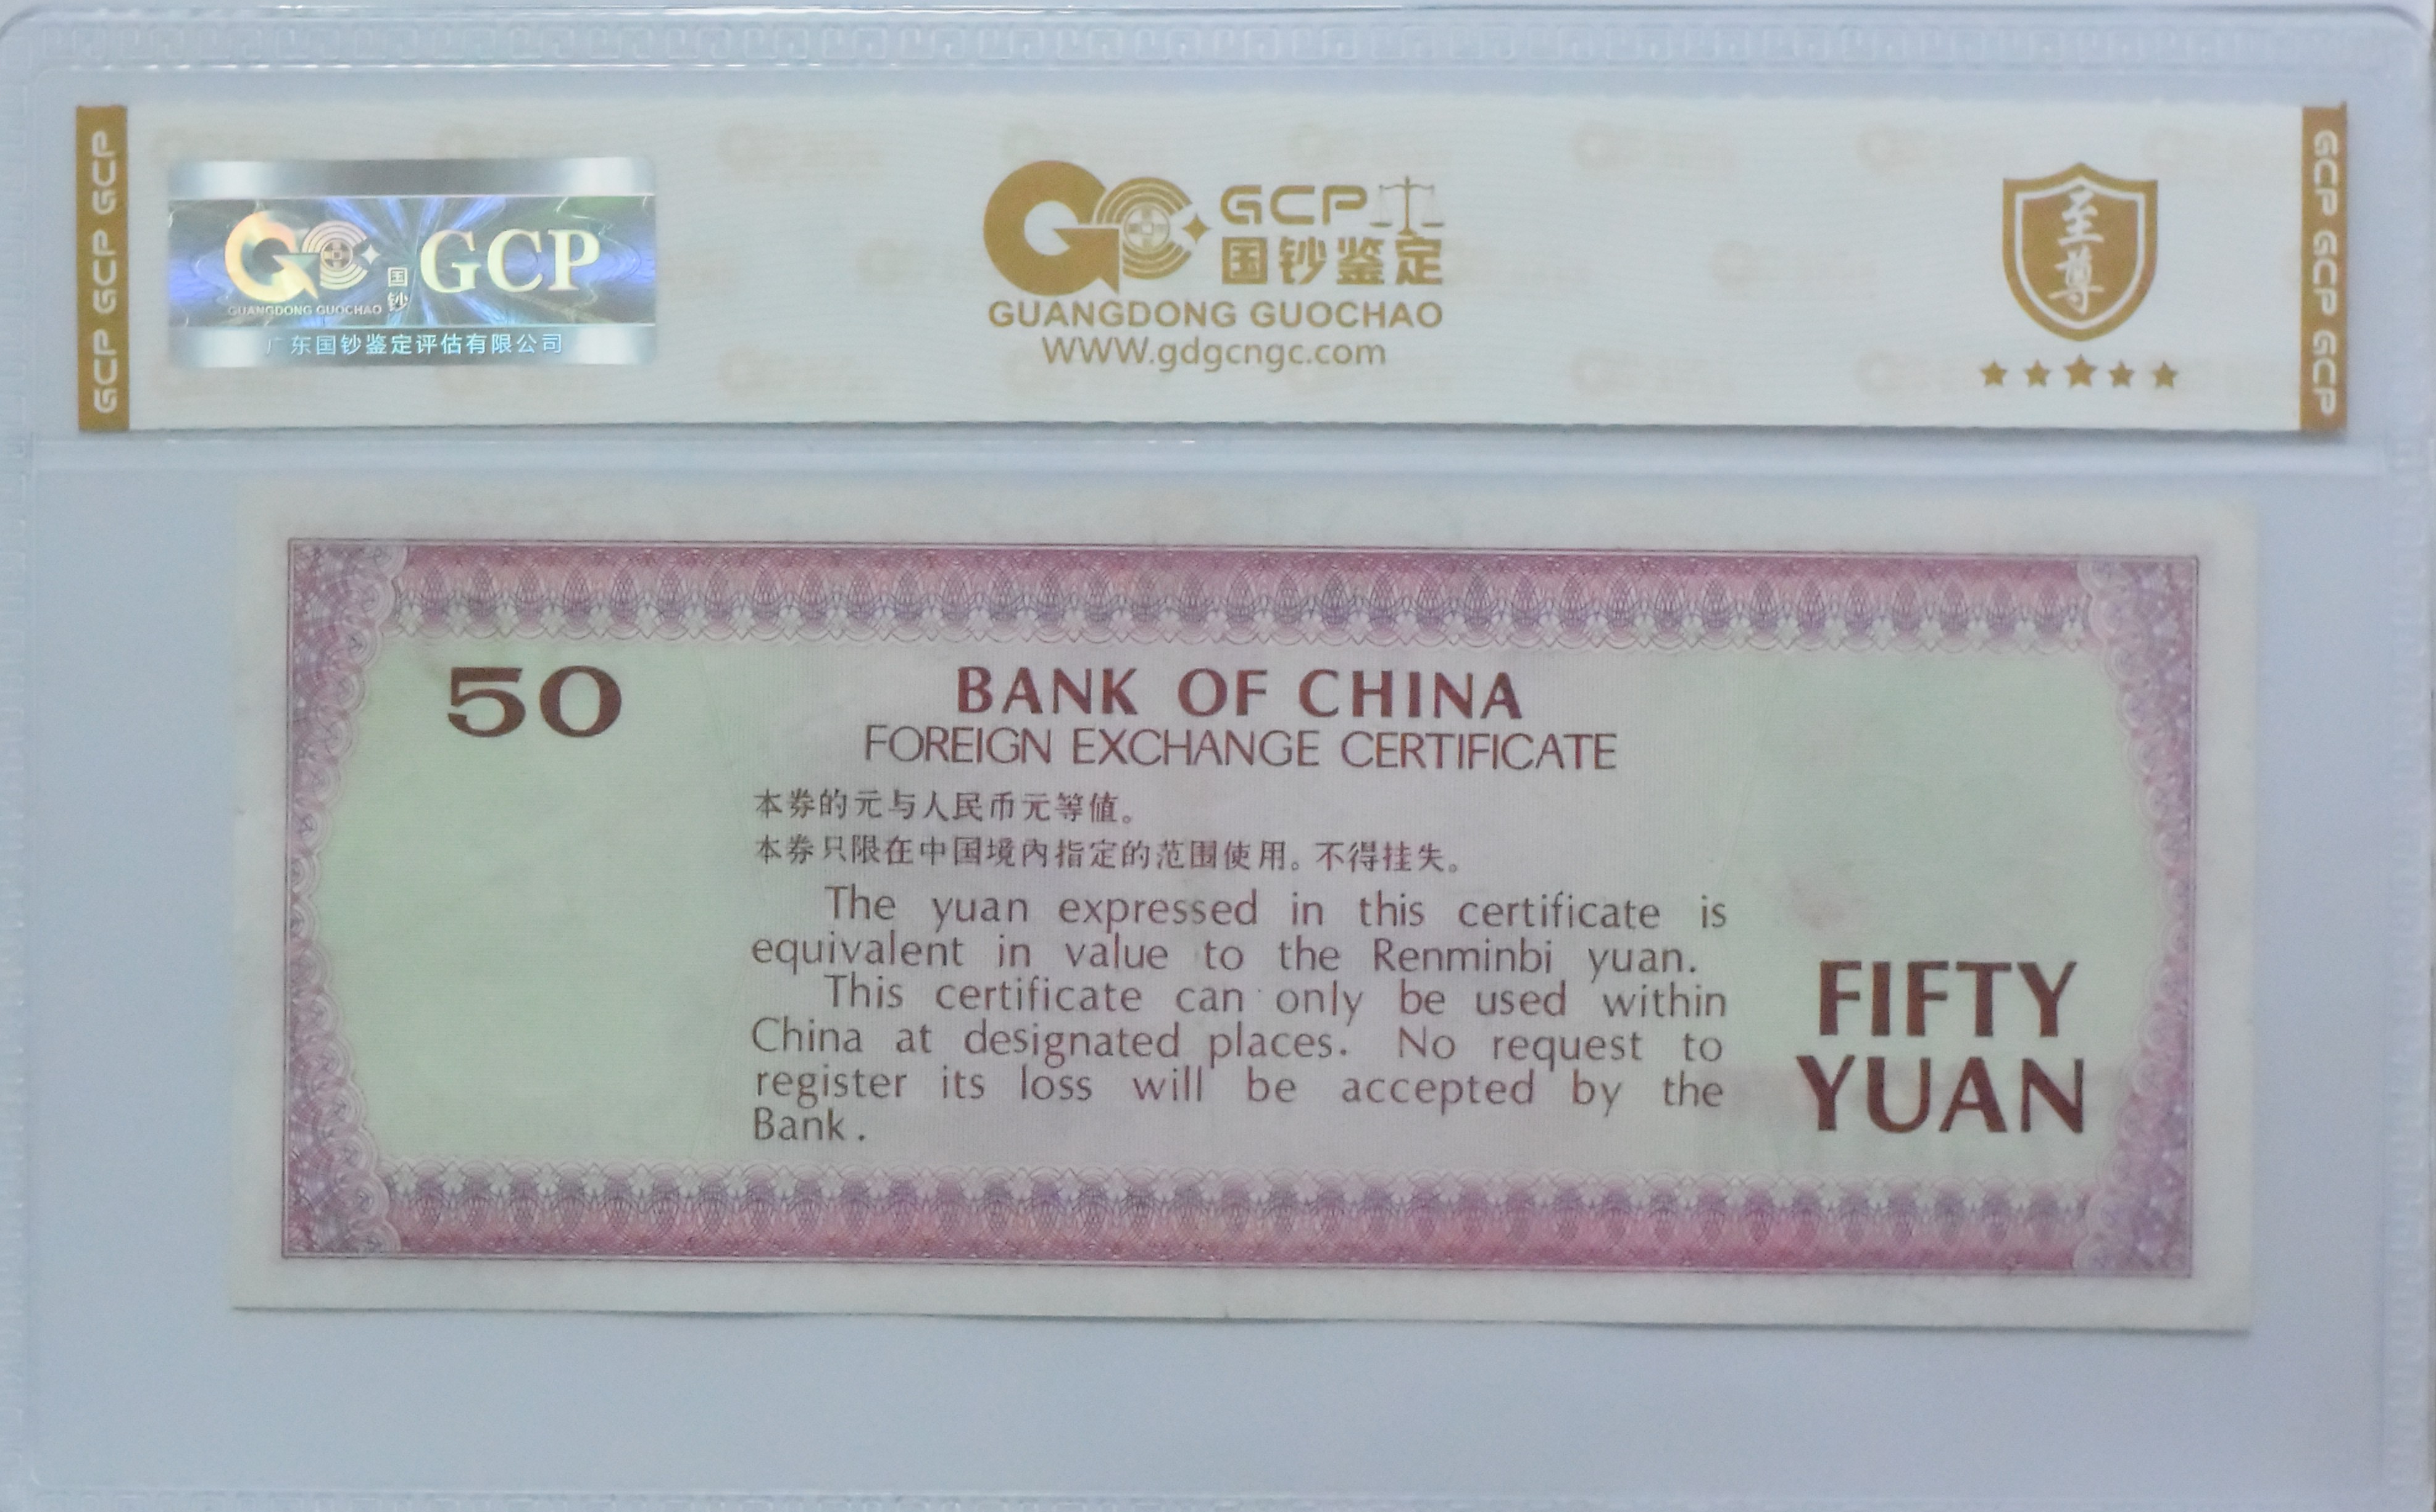 GCP GCP GCP
GUANGDONG GUOCHAO
国钞
GCP
广东国钞鉴定评估有限公司
GCP
国钞鉴定
GUANGDONG GUOCHAO
WWW.gdgcngc.com
至尊
GCP GCP GCP
50
BANK OF CHINA
FOREIGN EXCHANGE CERTIFICATE
本券的元与人民币元等值。
本券只限在中国境内指定的范围使用。不得挂失。
The yuan expressed in this certificate is
equivalent in value to the Renminbi yuan.
This certificate can only be used within
China at designated places. No request to
register its loss will be accepted by the
Bank.
FIFTY
YUAN